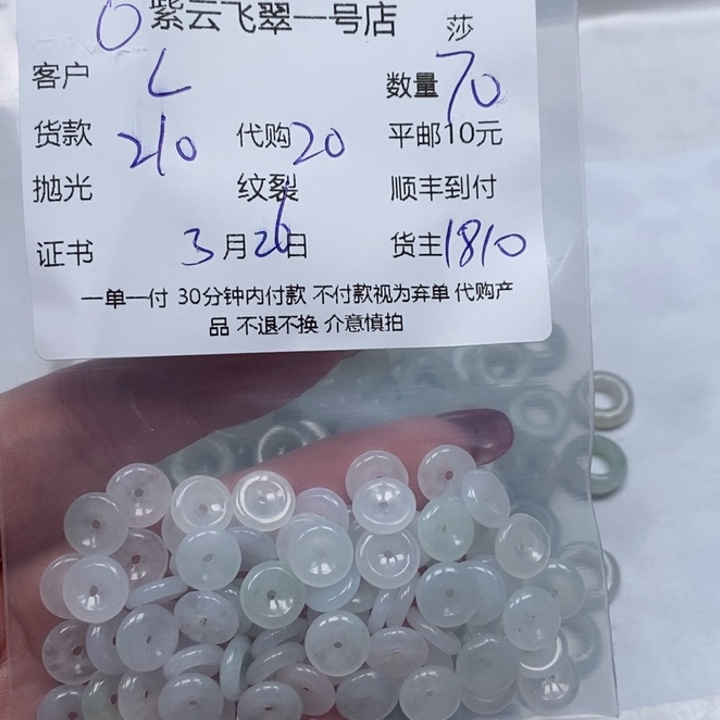 紫云飞翠一号店 莎
客户 L 数量 70
货款 210 代购 20 平邮10元
抛光 纹裂 顺丰到付
证书 3月26日 货主 1810
一单一付 30分钟内付款 不付款视为弃单 代购产
品 不退不换 介意慎拍